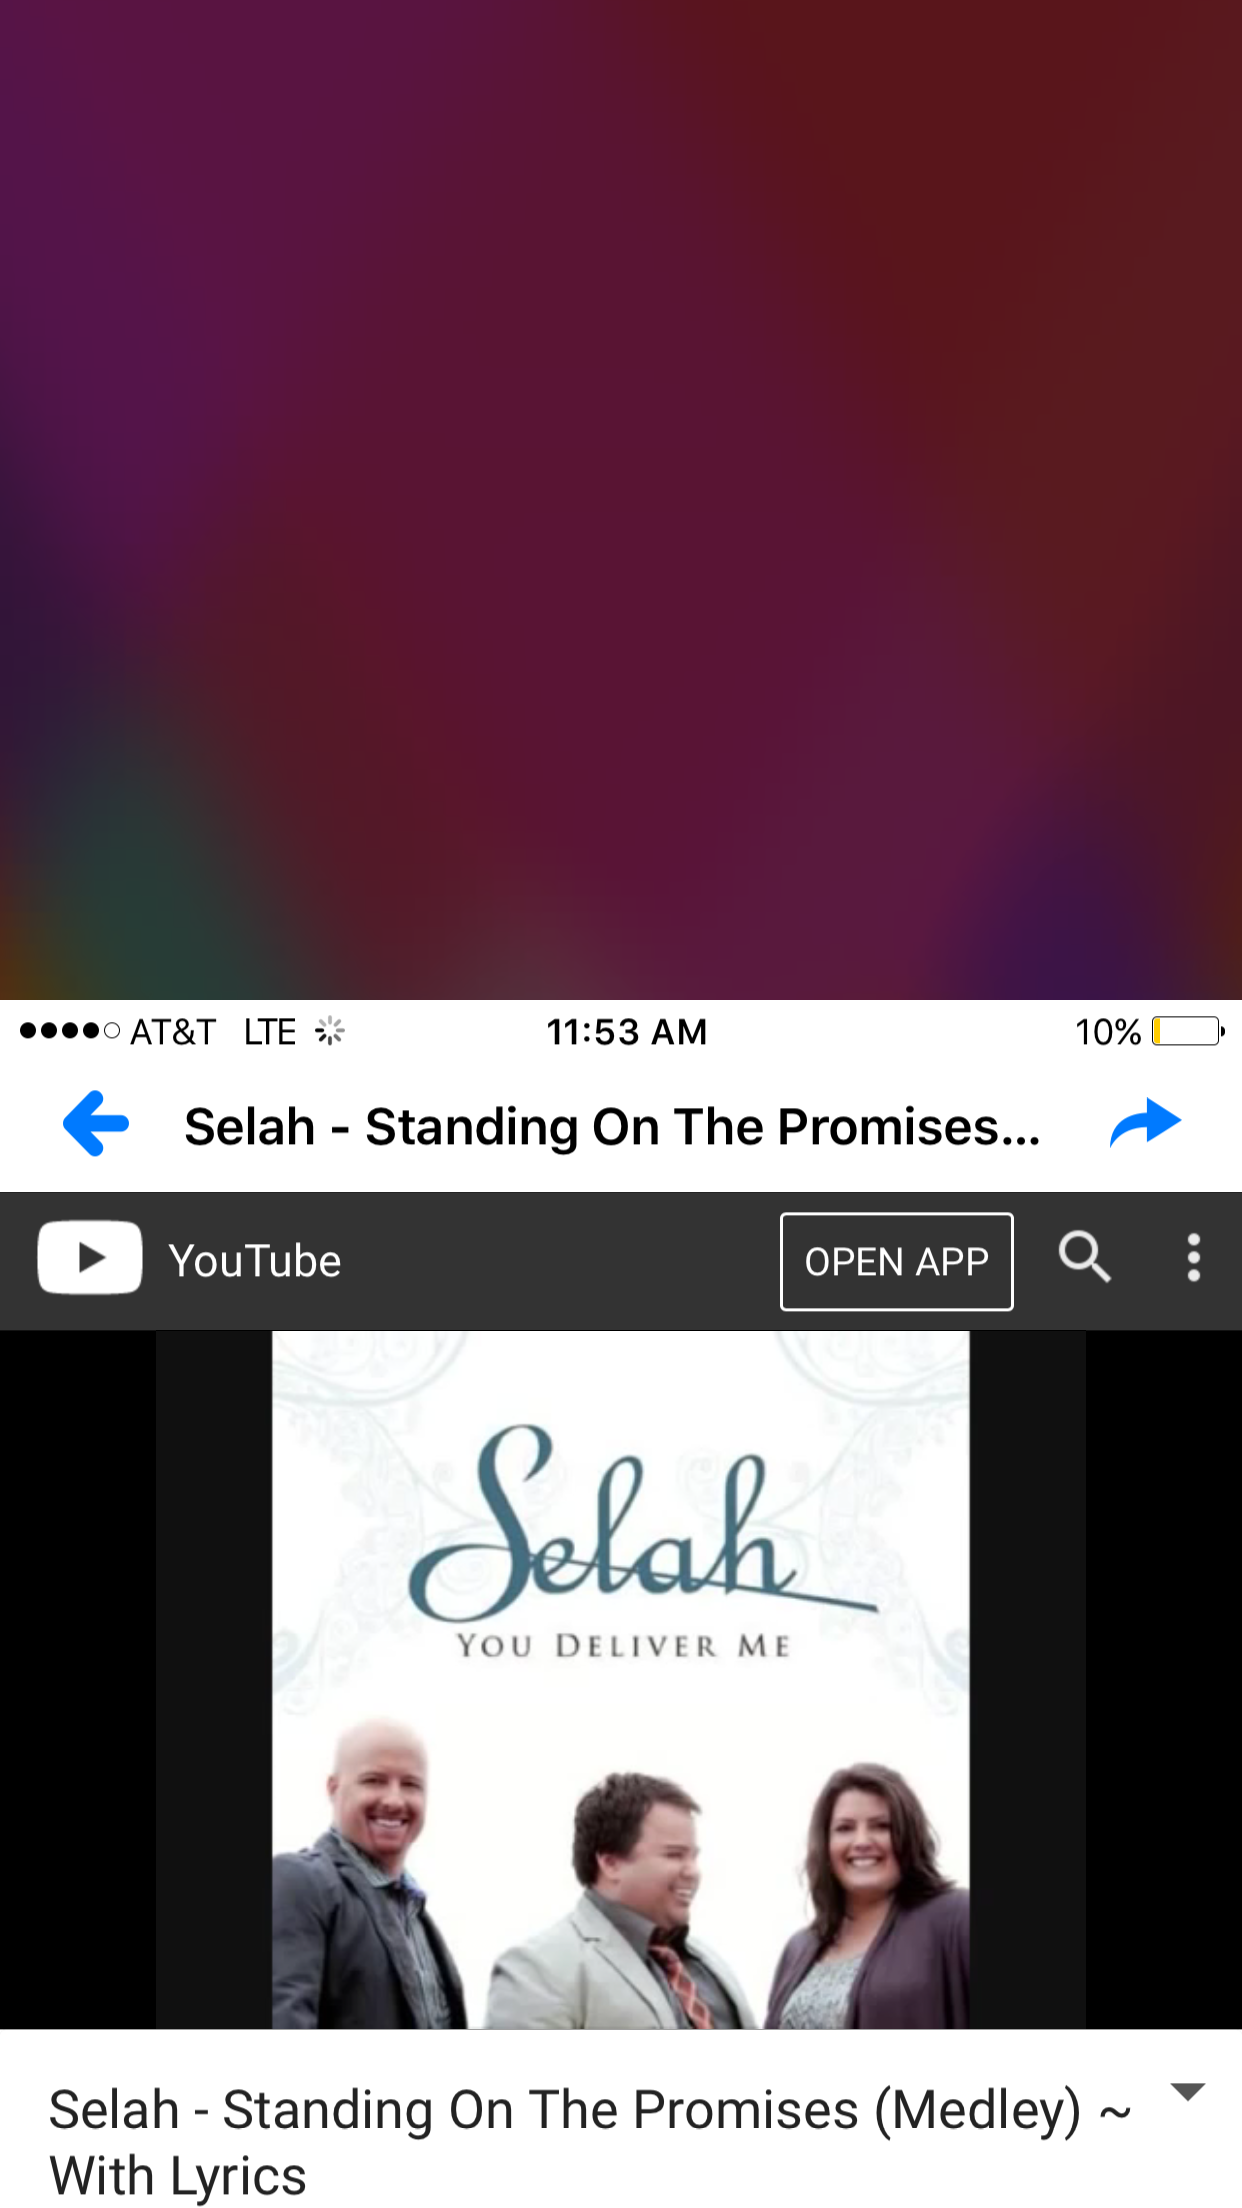 AT&T LTE 11:53 AM 10%
Selah - Standing On The Promises...
YouTube OPEN APP
Selah
YOU DELIVER ME
Selah - Standing On The Promises (Medley) ~
With Lyrics